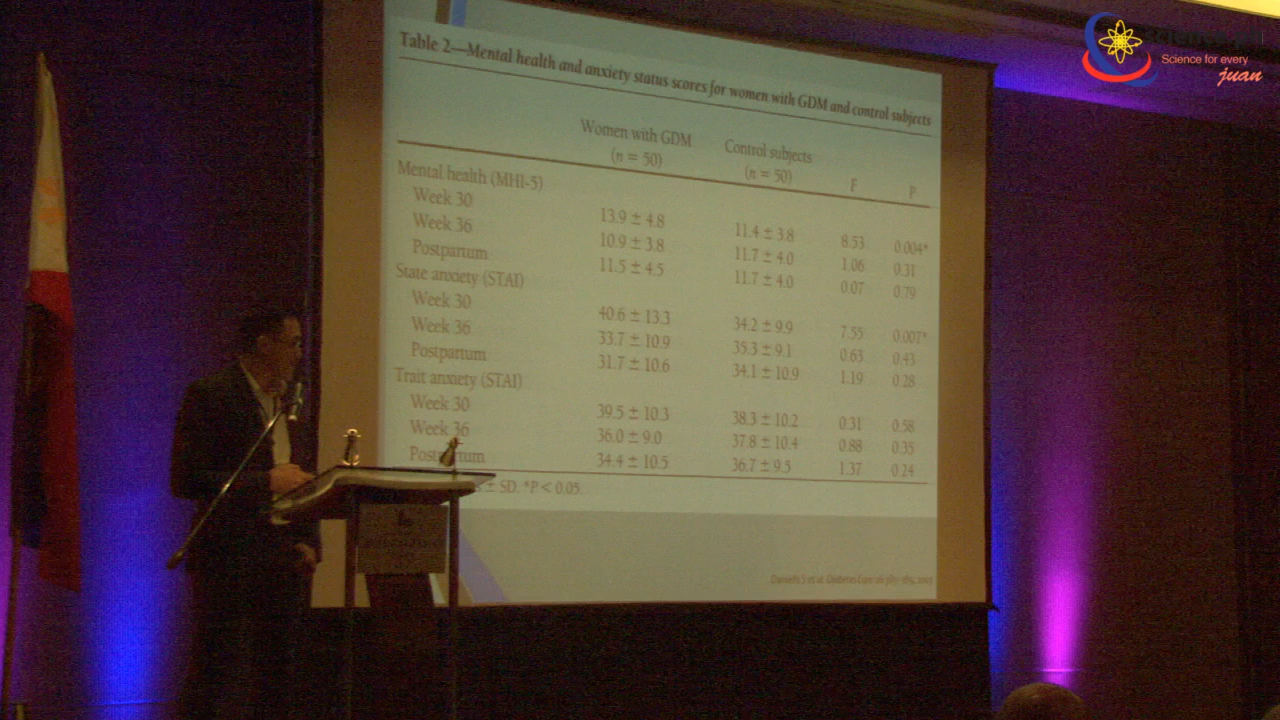 Science for every
juan
Table 2—Mental health and anxiety status scores for women with GDM and control subjects
Women with GDM (n = 50) Control subjects (n = 50) F P
Mental health (MHI-5)
Week 30 13.9 ± 4.8 11.4 ± 3.8 8.53 0.004*
Week 36 10.9 ± 3.8 11.7 ± 4.0 1.06 0.31
Postpartum 11.5 ± 4.5 11.7 ± 4.0 0.07 0.79
State anxiety (STAI)
Week 30 40.6 ± 13.3 34.2 ± 9.9 7.55 0.007*
Week 36 33.7 ± 10.9 35.3 ± 9.1 0.63 0.43
Postpartum 31.7 ± 10.6 34.1 ± 10.9 1.19 0.28
Trait anxiety (STAI)
Week 30 39.5 ± 10.3 38.3 ± 10.2 0.31 0.58
Week 36 36.0 ± 9.0 37.8 ± 10.4 0.88 0.35
Postpartum 34.4 ± 10.5 36.7 ± 9.5 1.37 0.24
± SD. *P < 0.05.
et al. Diabetes Care